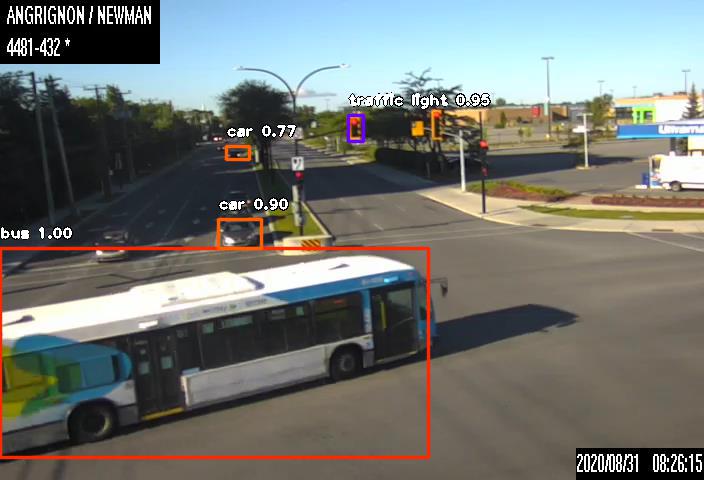 ANGRIGNON / NEWMAN
4481-432 *
traffic light 0.95
car 0.77
car 0.90
bus 1.00
2020/08/31 08:26:15